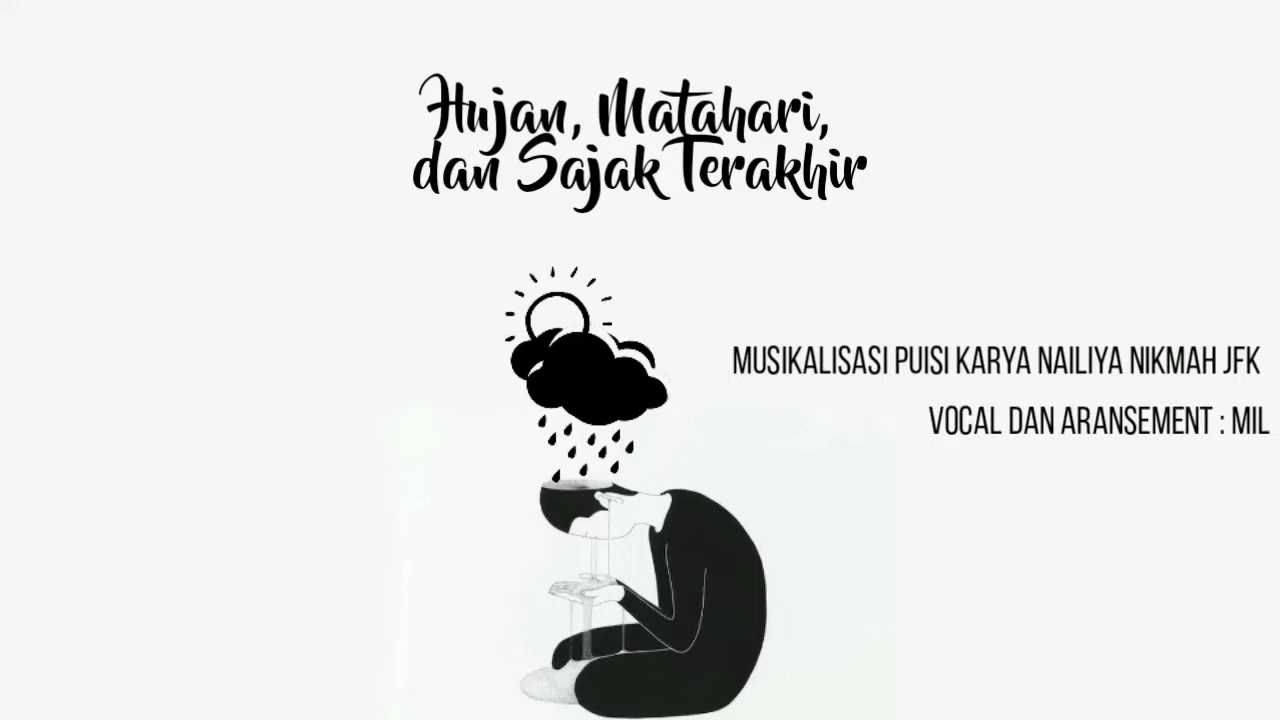 Hujan, Matahari,
dan Sajak Terakhir
MUSIKALISASI PUISI KARYA NAILIYA NIKMAH JFK
VOCAL DAN ARANSEMENT : MIL